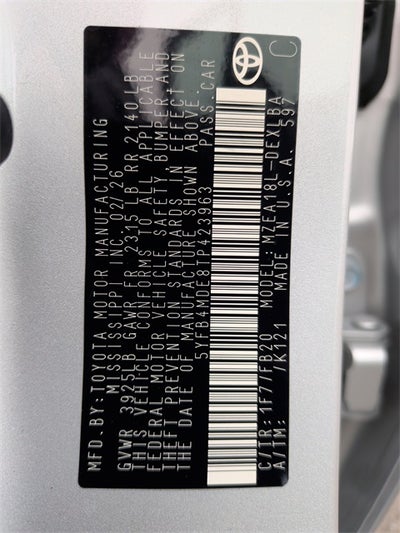 MFD. BY: TOYOTA MOTOR MANUFACTURING
MISSISSIPPI INC. 02/26
GVWR 3925LB GAWR FR 2315 LB RR 2140 LB
THIS VEHICLE CONFORMS TO ALL APPLICABLE
FEDERAL MOTOR VEHICLE SAFETY, BUMPER AND
THEFT PREVENTION STANDARDS IN EFFECT ON
THE DATE OF MANUFACTURE SHOWN ABOVE.
5YFB4MDE8TP423963 PASS. CAR
C/TR: 1F7/FB20 MZEA18L-DEXLBA
A/TM: /K121 MADE IN U.S.A. 597
C